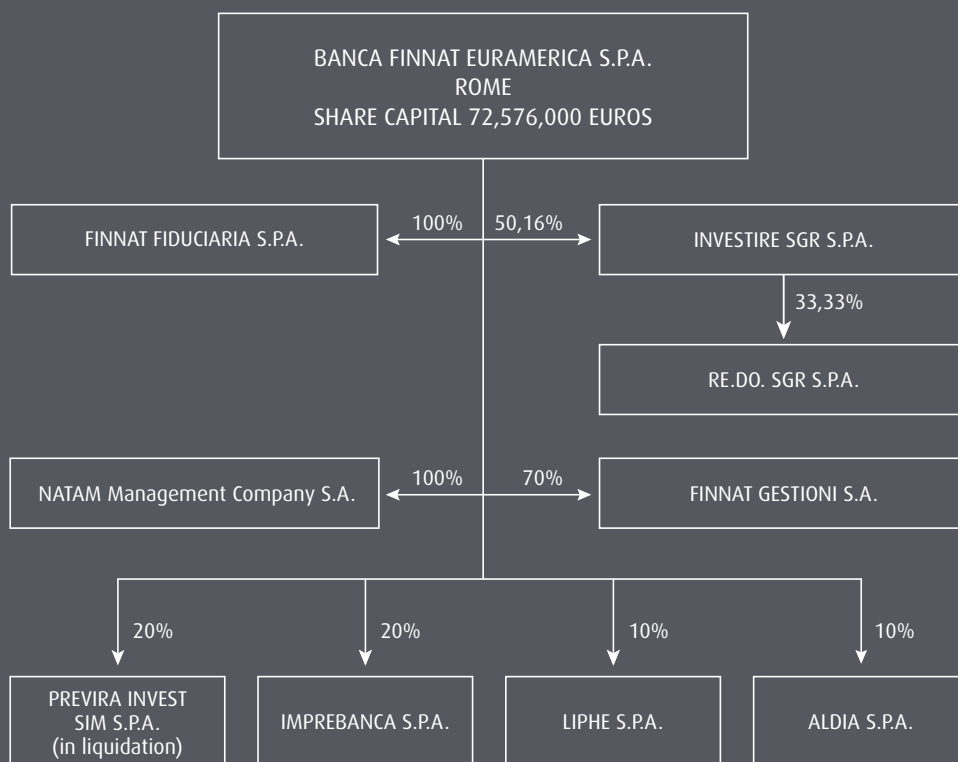 BANCA FINNAT EURAMERICA S.P.A.
ROME
SHARE CAPITAL 72,576,000 EUROS
FINNAT FIDUCIARIA S.P.A.
100%
50,16%
INVESTIRE SGR S.P.A.
33,33%
RE.DO. SGR S.P.A.
NATAM Management Company S.A.
100%
70%
FINNAT GESTIONI S.A.
20%
20%
10%
10%
PREVIRA INVEST
SIM S.P.A.
(in liquidation)
IMPREBANCA S.P.A.
LIPHE S.P.A.
ALDIA S.P.A.